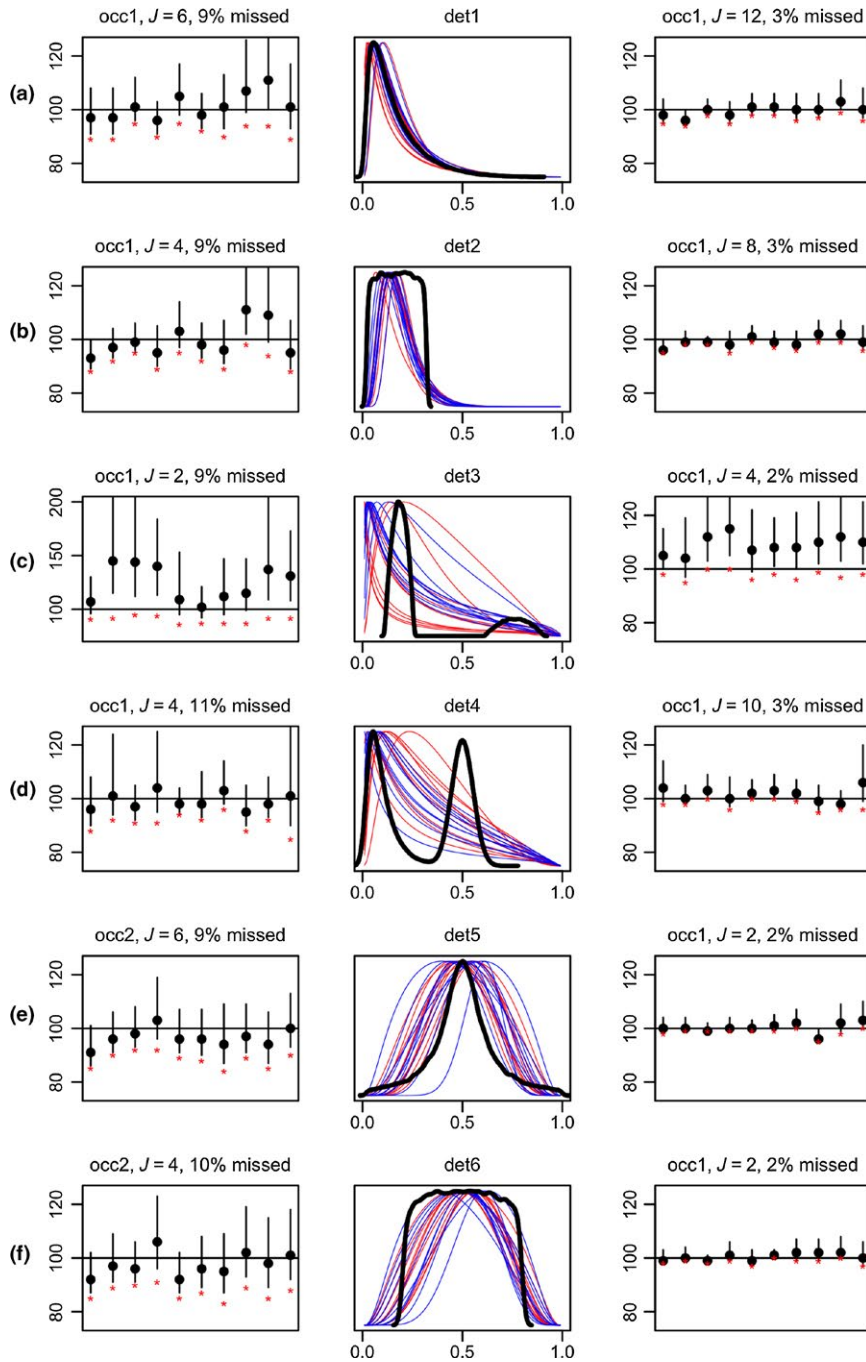 occ1, J = 6, 9% missed
det1
occ1, J = 12, 3% missed
(a)
120
100
80
0.0
0.5
1.0
120
100
80
occ1, J = 4, 9% missed
det2
occ1, J = 8, 3% missed
(b)
120
100
80
0.0
0.5
1.0
120
100
80
occ1, J = 2, 9% missed
det3
occ1, J = 4, 2% missed
(c)
200
150
100
0.0
0.5
1.0
120
100
80
occ1, J = 4, 11% missed
det4
occ1, J = 10, 3% missed
(d)
120
100
80
0.0
0.5
1.0
120
100
80
occ2, J = 6, 9% missed
det5
occ1, J = 2, 2% missed
(e)
120
100
80
0.0
0.5
1.0
120
100
80
occ2, J = 4, 10% missed
det6
occ1, J = 2, 2% missed
(f)
120
100
80
0.0
0.5
1.0
120
100
80